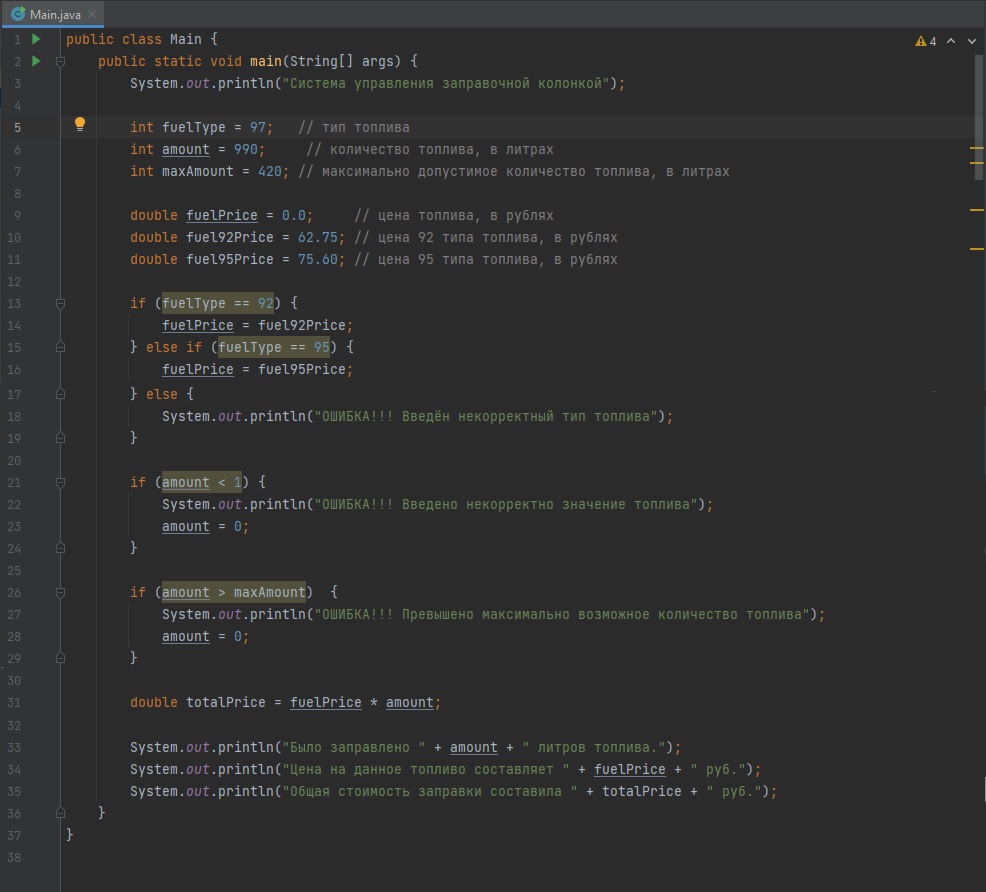 Main.java
4
1 public class Main {
2 public static void main(String[] args) {
3 System.out.println("Система управления заправочной колонкой");
4
5 int fuelType = 97; // тип топлива
6 int amount = 990; // количество топлива, в литрах
7 int maxAmount = 420; // максимально допустимое количество топлива, в литрах
8
9 double fuelPrice = 0.0; // цена топлива, в рублях
10 double fuel92Price = 62.75; // цена 92 типа топлива, в рублях
11 double fuel95Price = 75.60; // цена 95 типа топлива, в рублях
12
13 if (fuelType == 92) {
14 fuelPrice = fuel92Price;
15 } else if (fuelType == 95) {
16 fuelPrice = fuel95Price;
17 } else {
18 System.out.println("ОШИБКА!!! Введён некорректный тип топлива");
19 }
20
21 if (amount < 1) {
22 System.out.println("ОШИБКА!!! Введено некорректно значение топлива");
23 amount = 0;
24 }
25
26 if (amount > maxAmount) {
27 System.out.println("ОШИБКА!!! Превышено максимально возможное количество топлива");
28 amount = 0;
29 }
30
31 double totalPrice = fuelPrice * amount;
32
33 System.out.println("Было заправлено " + amount + " литров топлива.");
34 System.out.println("Цена на данное топливо составляет " + fuelPrice + " руб.");
35 System.out.println("Общая стоимость заправки составила " + totalPrice + " руб.");
36 }
37 }
38